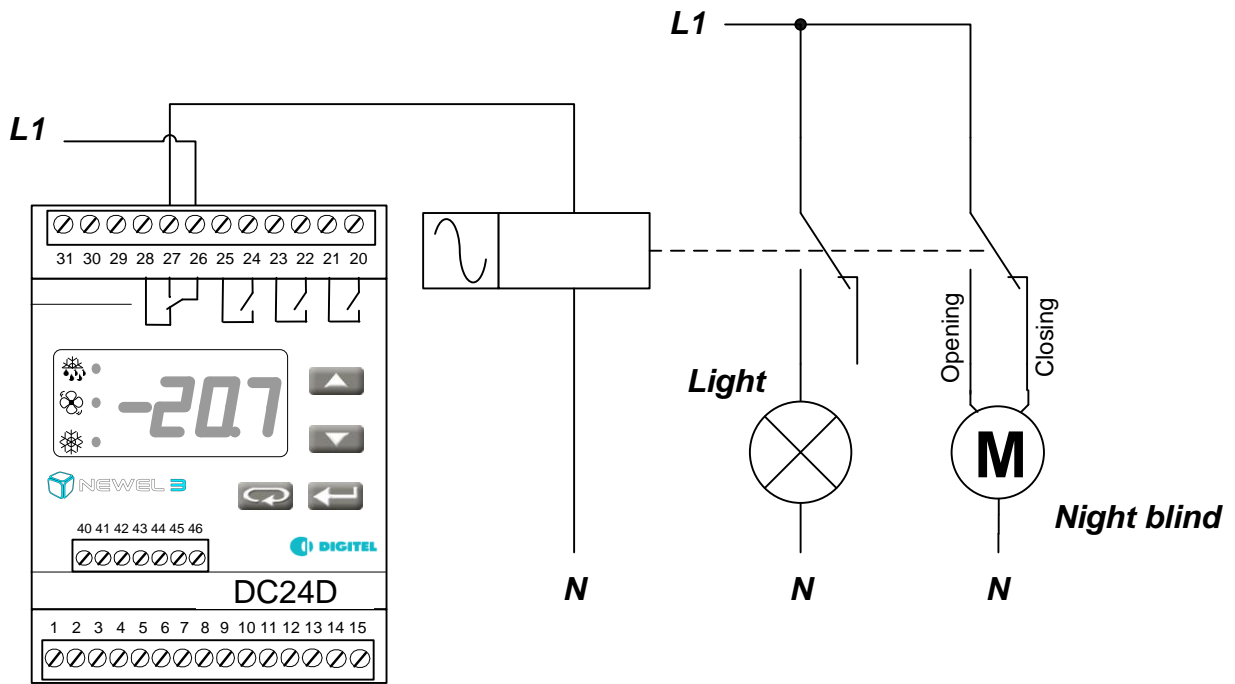 L1
L1
31 30 29 28 27 26 25 24 23 22 21 20
Opening
Closing
-20.7
Light
M
NEWEL 3
Night blind
40 41 42 43 44 45 46
DIGITEL
DC24D
N
N
N
1 2 3 4 5 6 7 8 9 10 11 12 13 14 15